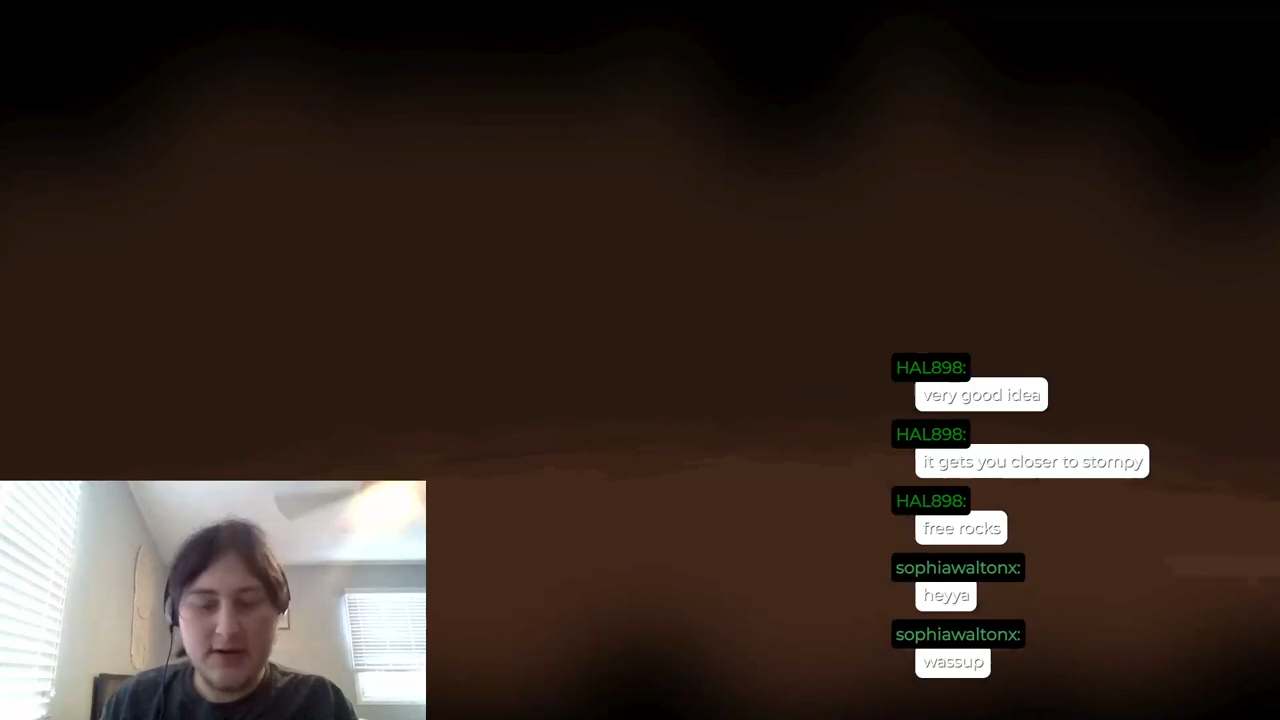 HAL898:
very good idea
HAL898:
it gets you closer to stompy
HAL898:
free rocks
sophiawaltonx:
heyya
sophiawaltonx:
wassup